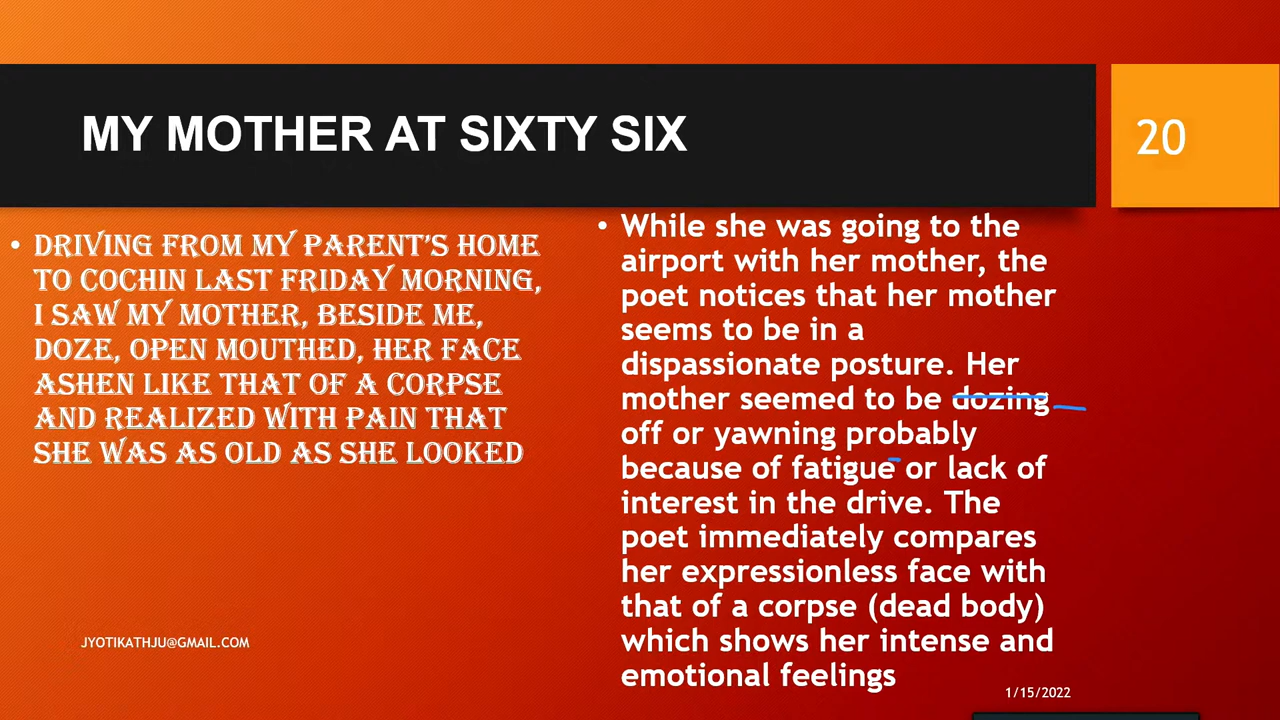 MY MOTHER AT SIXTY SIX
20
• DRIVING FROM MY PARENT'S HOME
TO COCHIN LAST FRIDAY MORNING,
I SAW MY MOTHER, BESIDE ME,
DOZE, OPEN MOUTHED, HER FACE
ASHEN LIKE THAT OF A CORPSE
AND REALIZED WITH PAIN THAT
SHE WAS AS OLD AS SHE LOOKED
• While she was going to the
airport with her mother, the
poet notices that her mother
seems to be in a
dispassionate posture. Her
mother seemed to be dozing
off or yawning probably
because of fatigue or lack of
interest in the drive. The
poet immediately compares
her expressionless face with
that of a corpse (dead body)
which shows her intense and
emotional feelings
JYOTIKATHJU@GMAIL.COM
1/15/2022